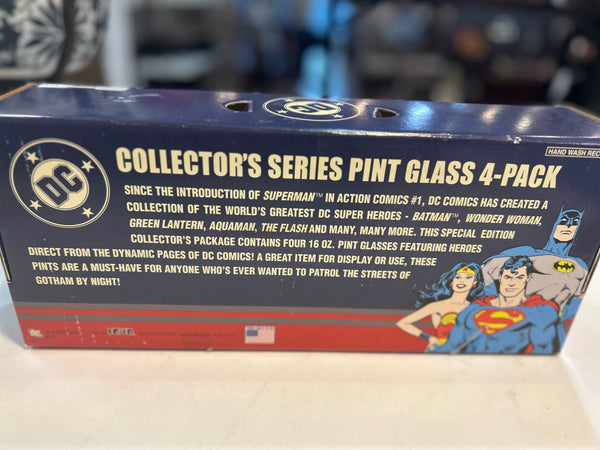 DC
HAND WASH REC
DC
COLLECTOR'S SERIES PINT GLASS 4-PACK
SINCE THE INTRODUCTION OF SUPERMAN™ IN ACTION COMICS #1, DC COMICS HAS CREATED A
COLLECTION OF THE WORLD'S GREATEST DC SUPER HEROES - BATMAN™, WONDER WOMAN,
GREEN LANTERN, AQUAMAN, THE FLASH AND MANY, MANY MORE. THIS SPECIAL EDITION
COLLECTOR'S PACKAGE CONTAINS FOUR 16 OZ. PINT GLASSES FEATURING HEROES
DIRECT FROM THE DYNAMIC PAGES OF DC COMICS! A GREAT ITEM FOR DISPLAY OR USE, THESE
PINTS ARE A MUST-HAVE FOR ANYONE WHO'S EVER WANTED TO PATROL THE STREETS OF
GOTHAM BY NIGHT!